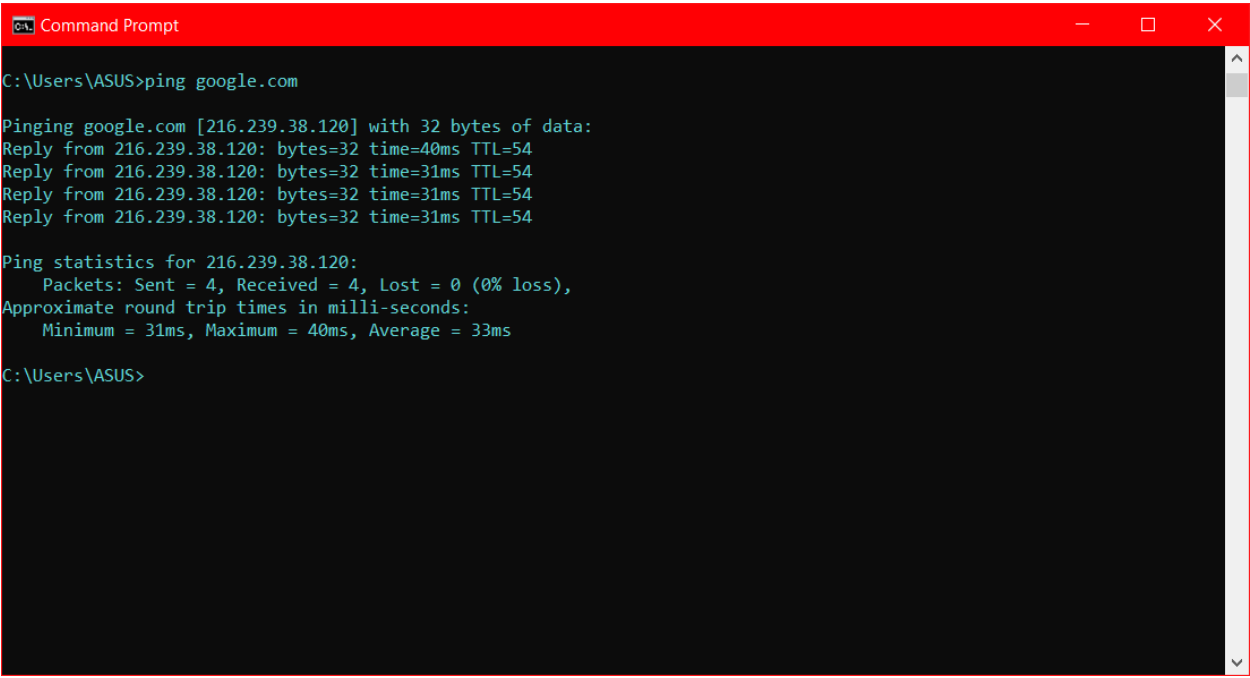 Command Prompt
C:\Users\ASUS>ping google.com
Pinging google.com [216.239.38.120] with 32 bytes of data:
Reply from 216.239.38.120: bytes=32 time=40ms TTL=54
Reply from 216.239.38.120: bytes=32 time=31ms TTL=54
Reply from 216.239.38.120: bytes=32 time=31ms TTL=54
Reply from 216.239.38.120: bytes=32 time=31ms TTL=54
Ping statistics for 216.239.38.120:
    Packets: Sent = 4, Received = 4, Lost = 0 (0% loss),
Approximate round trip times in milli-seconds:
    Minimum = 31ms, Maximum = 40ms, Average = 33ms
C:\Users\ASUS>